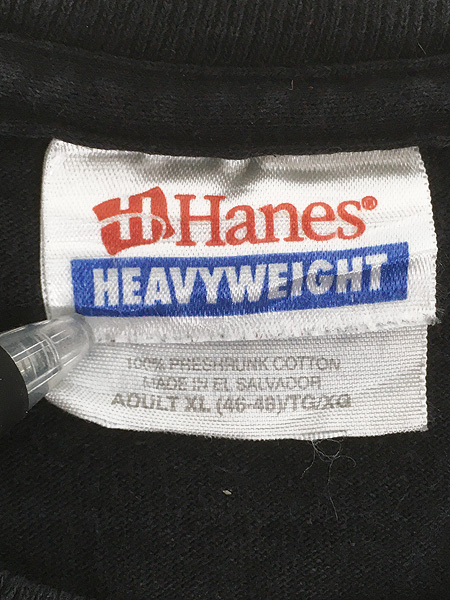 Hanes®
HEAVYWEIGHT
100% PRESHRUNK COTTON
MADE IN EL SALVADOR
ADULT XL (46-48)/TG/XG